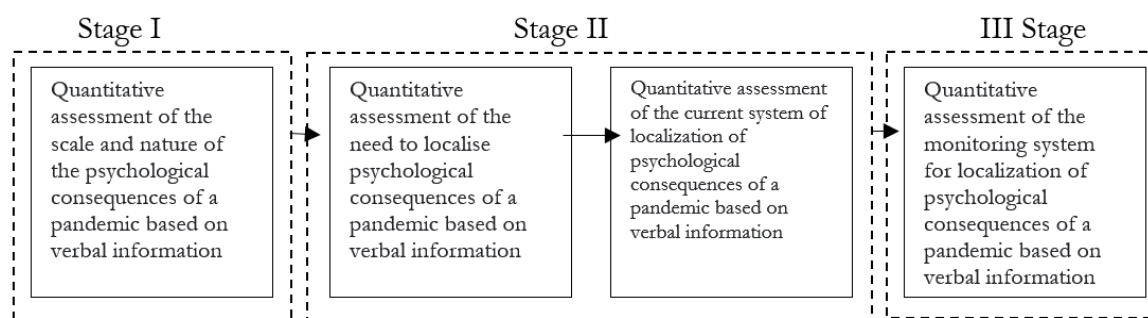 Stage I
Quantitative
assessment of the
scale and nature of
the psychological
consequences of a
pandemic based on
verbal information
Stage II
Quantitative
assessment of the
need to localise
psychological
consequences of a
pandemic based on
verbal information
Quantitative assessment
of the current system of
localization of
psychological
consequences of a
pandemic based on
verbal information
III Stage
Quantitative
assessment of the
monitoring system
for localization of
psychological
consequences of a
pandemic based on
verbal information